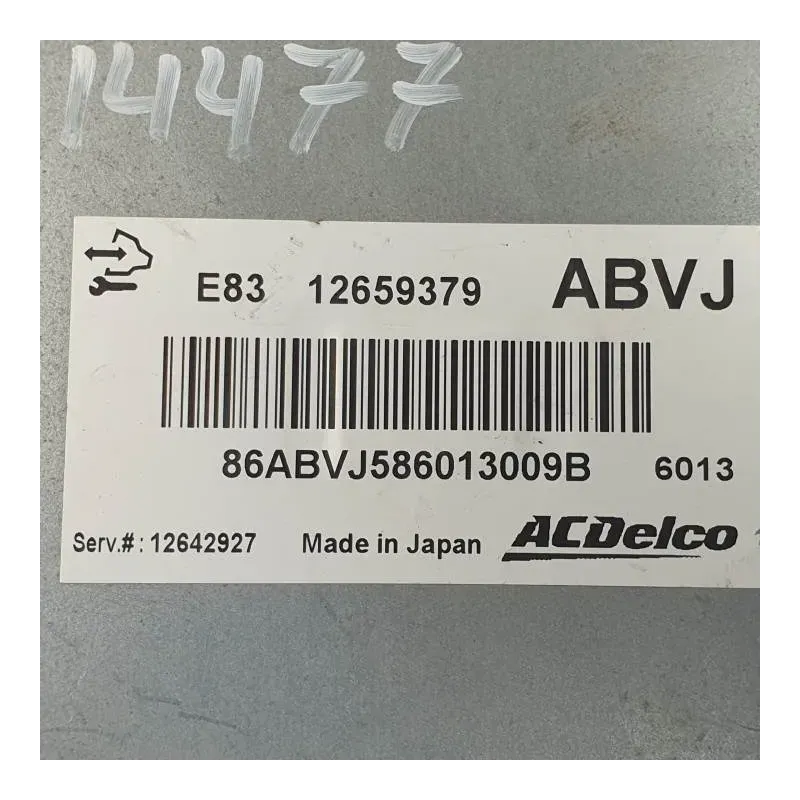 14477
E83 12659379 ABVJ
86ABVJ586013009B 6013
Serv.#: 12642927 Made in Japan ACDelco